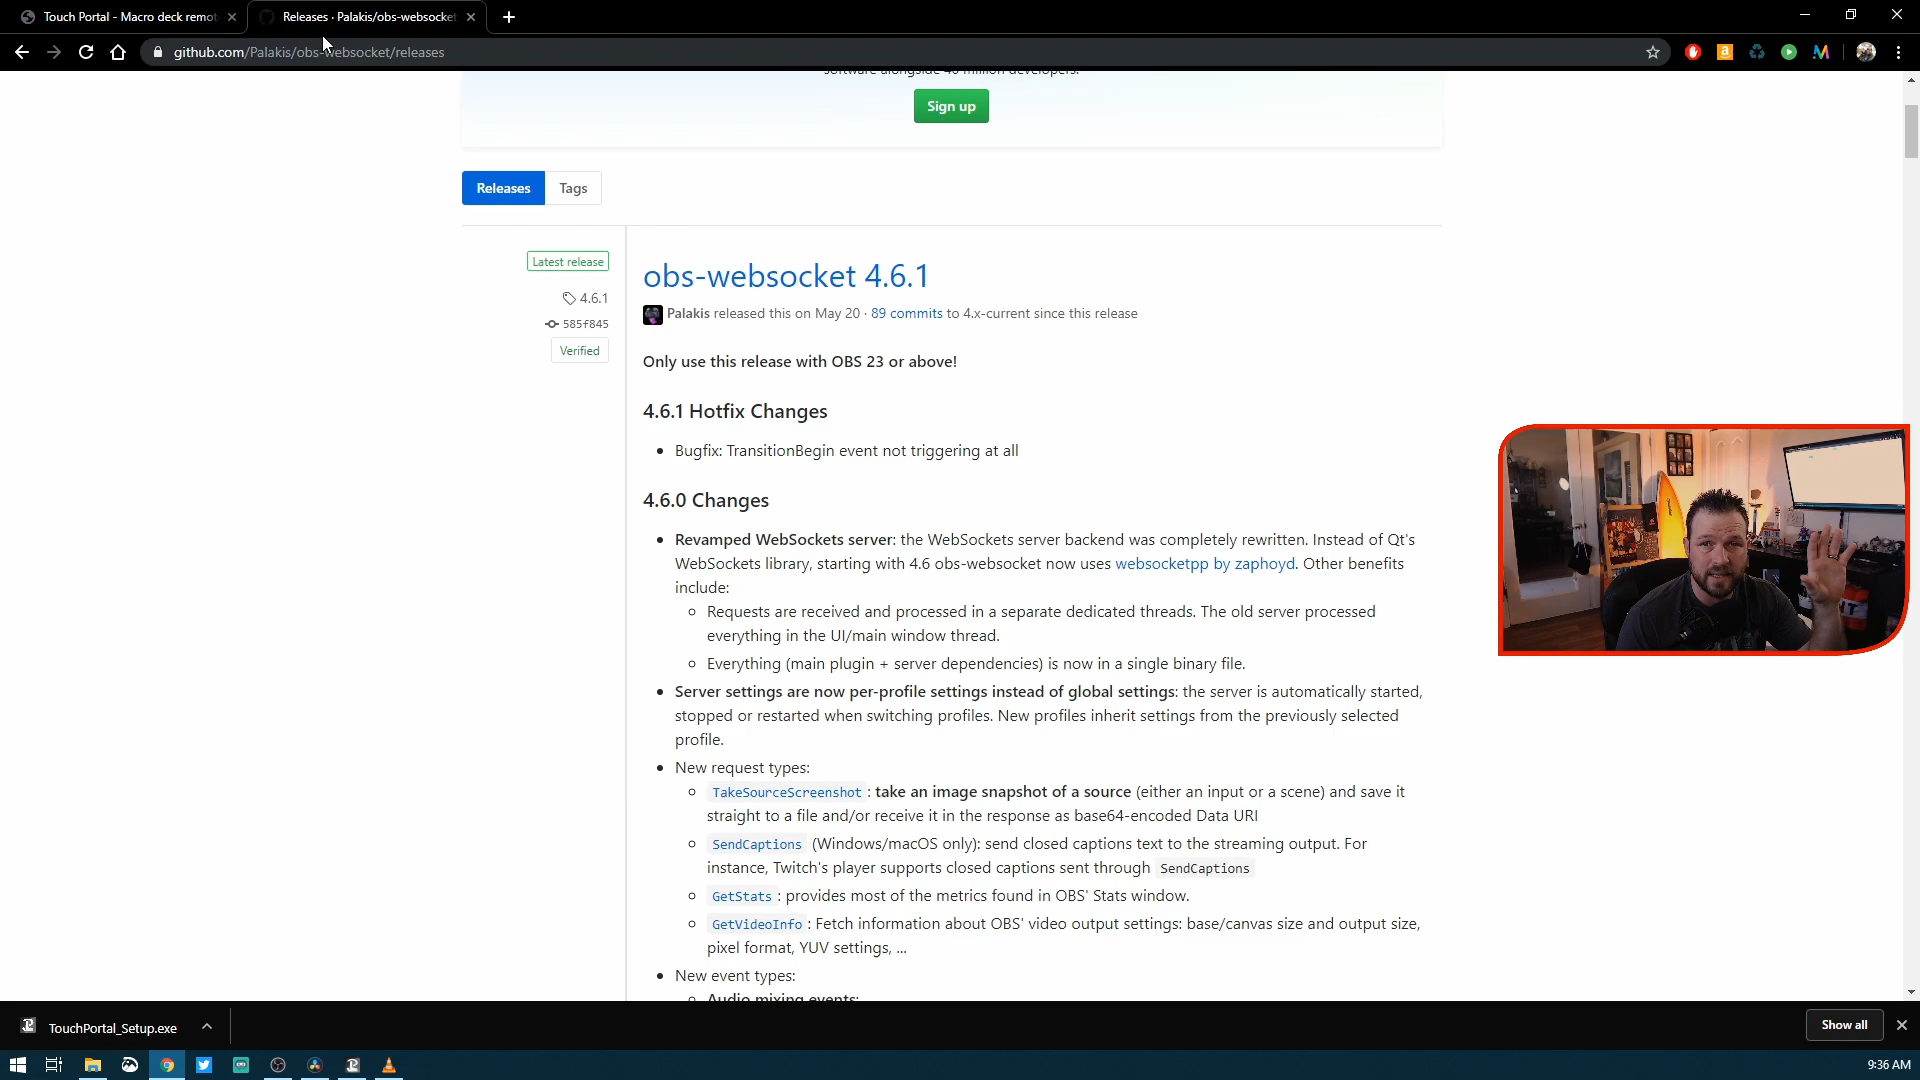 Touch Portal - Macro deck remot
Releases · Palakis/obs-websocket
github.com/Palakis/obs-websocket/releases
software alongside 40 million developers.
Sign up
Releases
Tags
Latest release
4.6.1
585f845
Verified
obs-websocket 4.6.1
Palakis released this on May 20 · 89 commits to 4.x-current since this release
Only use this release with OBS 23 or above!
4.6.1 Hotfix Changes
• Bugfix: TransitionBegin event not triggering at all
4.6.0 Changes
• Revamped WebSockets server: the WebSockets server backend was completely rewritten. Instead of Qt's
WebSockets library, starting with 4.6 obs-websocket now uses websocketpp by zaphoyd. Other benefits
include:
○ Requests are received and processed in a separate dedicated threads. The old server processed
everything in the UI/main window thread.
○ Everything (main plugin + server dependencies) is now in a single binary file.
• Server settings are now per-profile settings instead of global settings: the server is automatically started,
stopped or restarted when switching profiles. New profiles inherit settings from the previously selected
profile.
• New request types:
○ TakeSourceScreenshot : take an image snapshot of a source (either an input or a scene) and save it
straight to a file and/or receive it in the response as base64-encoded Data URI
○ SendCaptions (Windows/macOS only): send closed captions text to the streaming output. For
instance, Twitch's player supports closed captions sent through SendCaptions
○ GetStats : provides most of the metrics found in OBS' Stats window.
○ GetVideoInfo : Fetch information about OBS' video output settings: base/canvas size and output size,
pixel format, YUV settings, ...
• New event types:
○ Audio mixing events:
TouchPortal_Setup.exe
Show all
9:36 AM